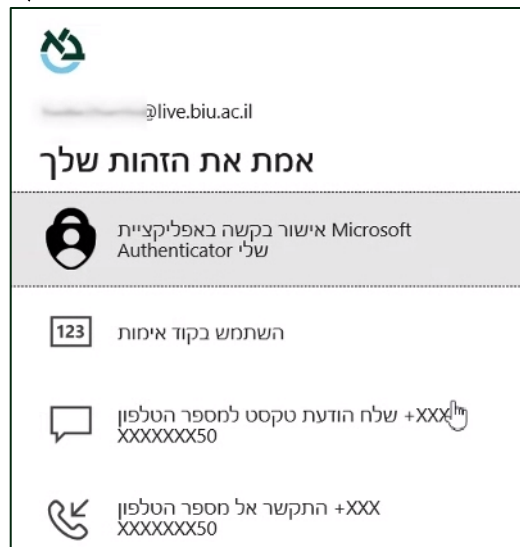 בא
@live.biu.ac.il
אמת את הזהות שלך
אישור בקשה באפליקציית Microsoft
Authenticator שלי
123
השתמש בקוד אימות
שלח הודעת טקסט למספר הטלפון +XXX
XXXXXXX50
התקשר אל מספר הטלפון +XXX
XXXXXXX50